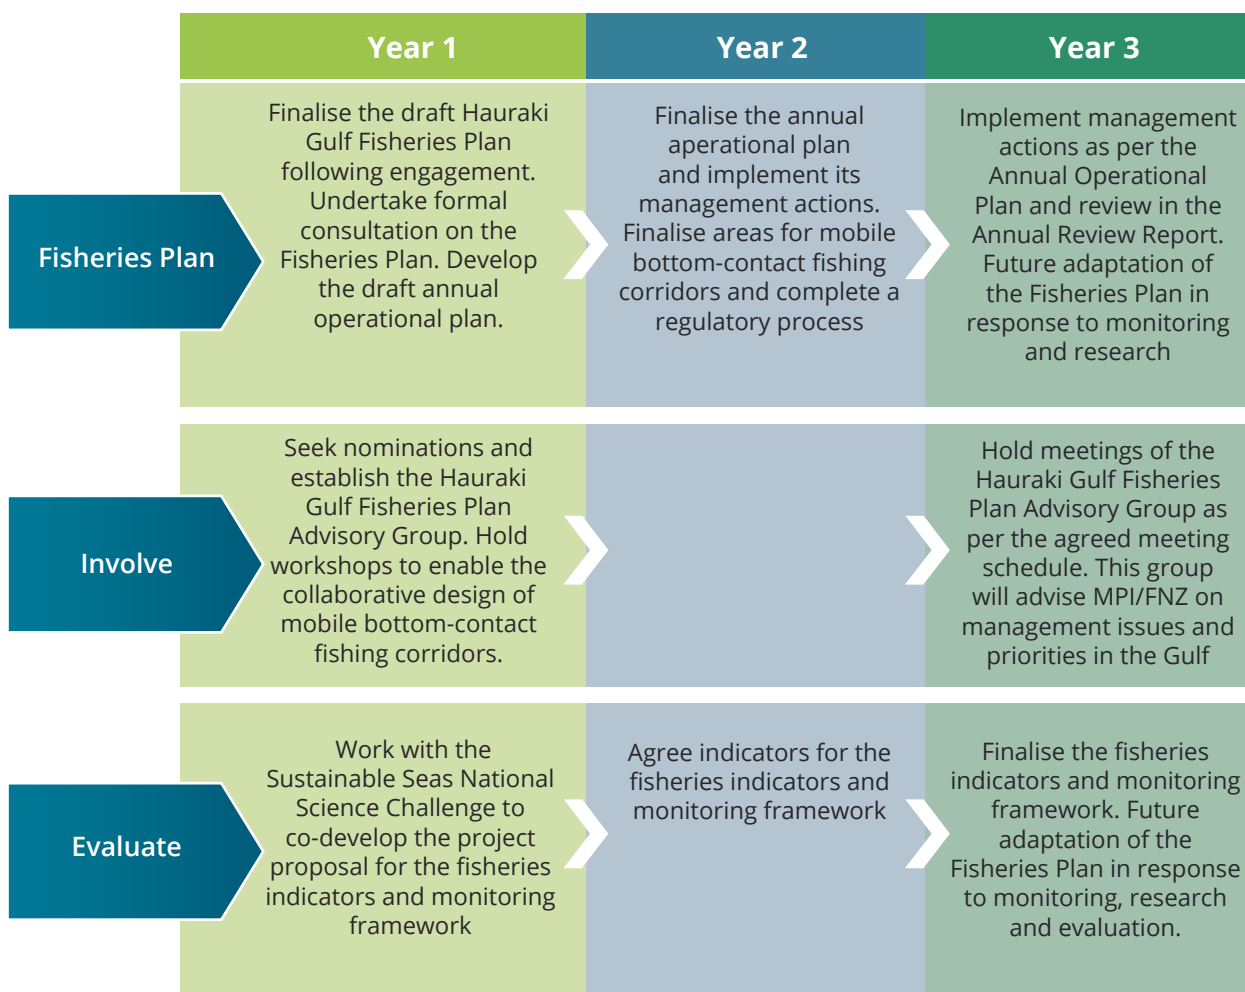 Year 1
Year 2
Year 3
Fisheries Plan
Finalise the draft Hauraki
Gulf Fisheries Plan
following engagement.
Undertake formal
consultation on the
Fisheries Plan. Develop
the draft annual
operational plan.
Finalise the annual
aperational plan
and implement its
management actions.
Finalise areas for mobile
bottom-contact fishing
corridors and complete a
regulatory process
Implement management
actions as per the
Annual Operational
Plan and review in the
Annual Review Report.
Future adaptation of
the Fisheries Plan in
response to monitoring
and research
Involve
Seek nominations and
establish the Hauraki
Gulf Fisheries Plan
Advisory Group. Hold
workshops to enable the
collaborative design of
mobile bottom-contact
fishing corridors.
Hold meetings of the
Hauraki Gulf Fisheries
Plan Advisory Group as
per the agreed meeting
schedule. This group
will advise MPI/FNZ on
management issues and
priorities in the Gulf
Evaluate
Work with the
Sustainable Seas National
Science Challenge to
co-develop the project
proposal for the fisheries
indicators and monitoring
framework
Agree indicators for the
fisheries indicators and
monitoring framework
Finalise the fisheries
indicators and monitoring
framework. Future
adaptation of the
Fisheries Plan in response
to monitoring, research
and evaluation.